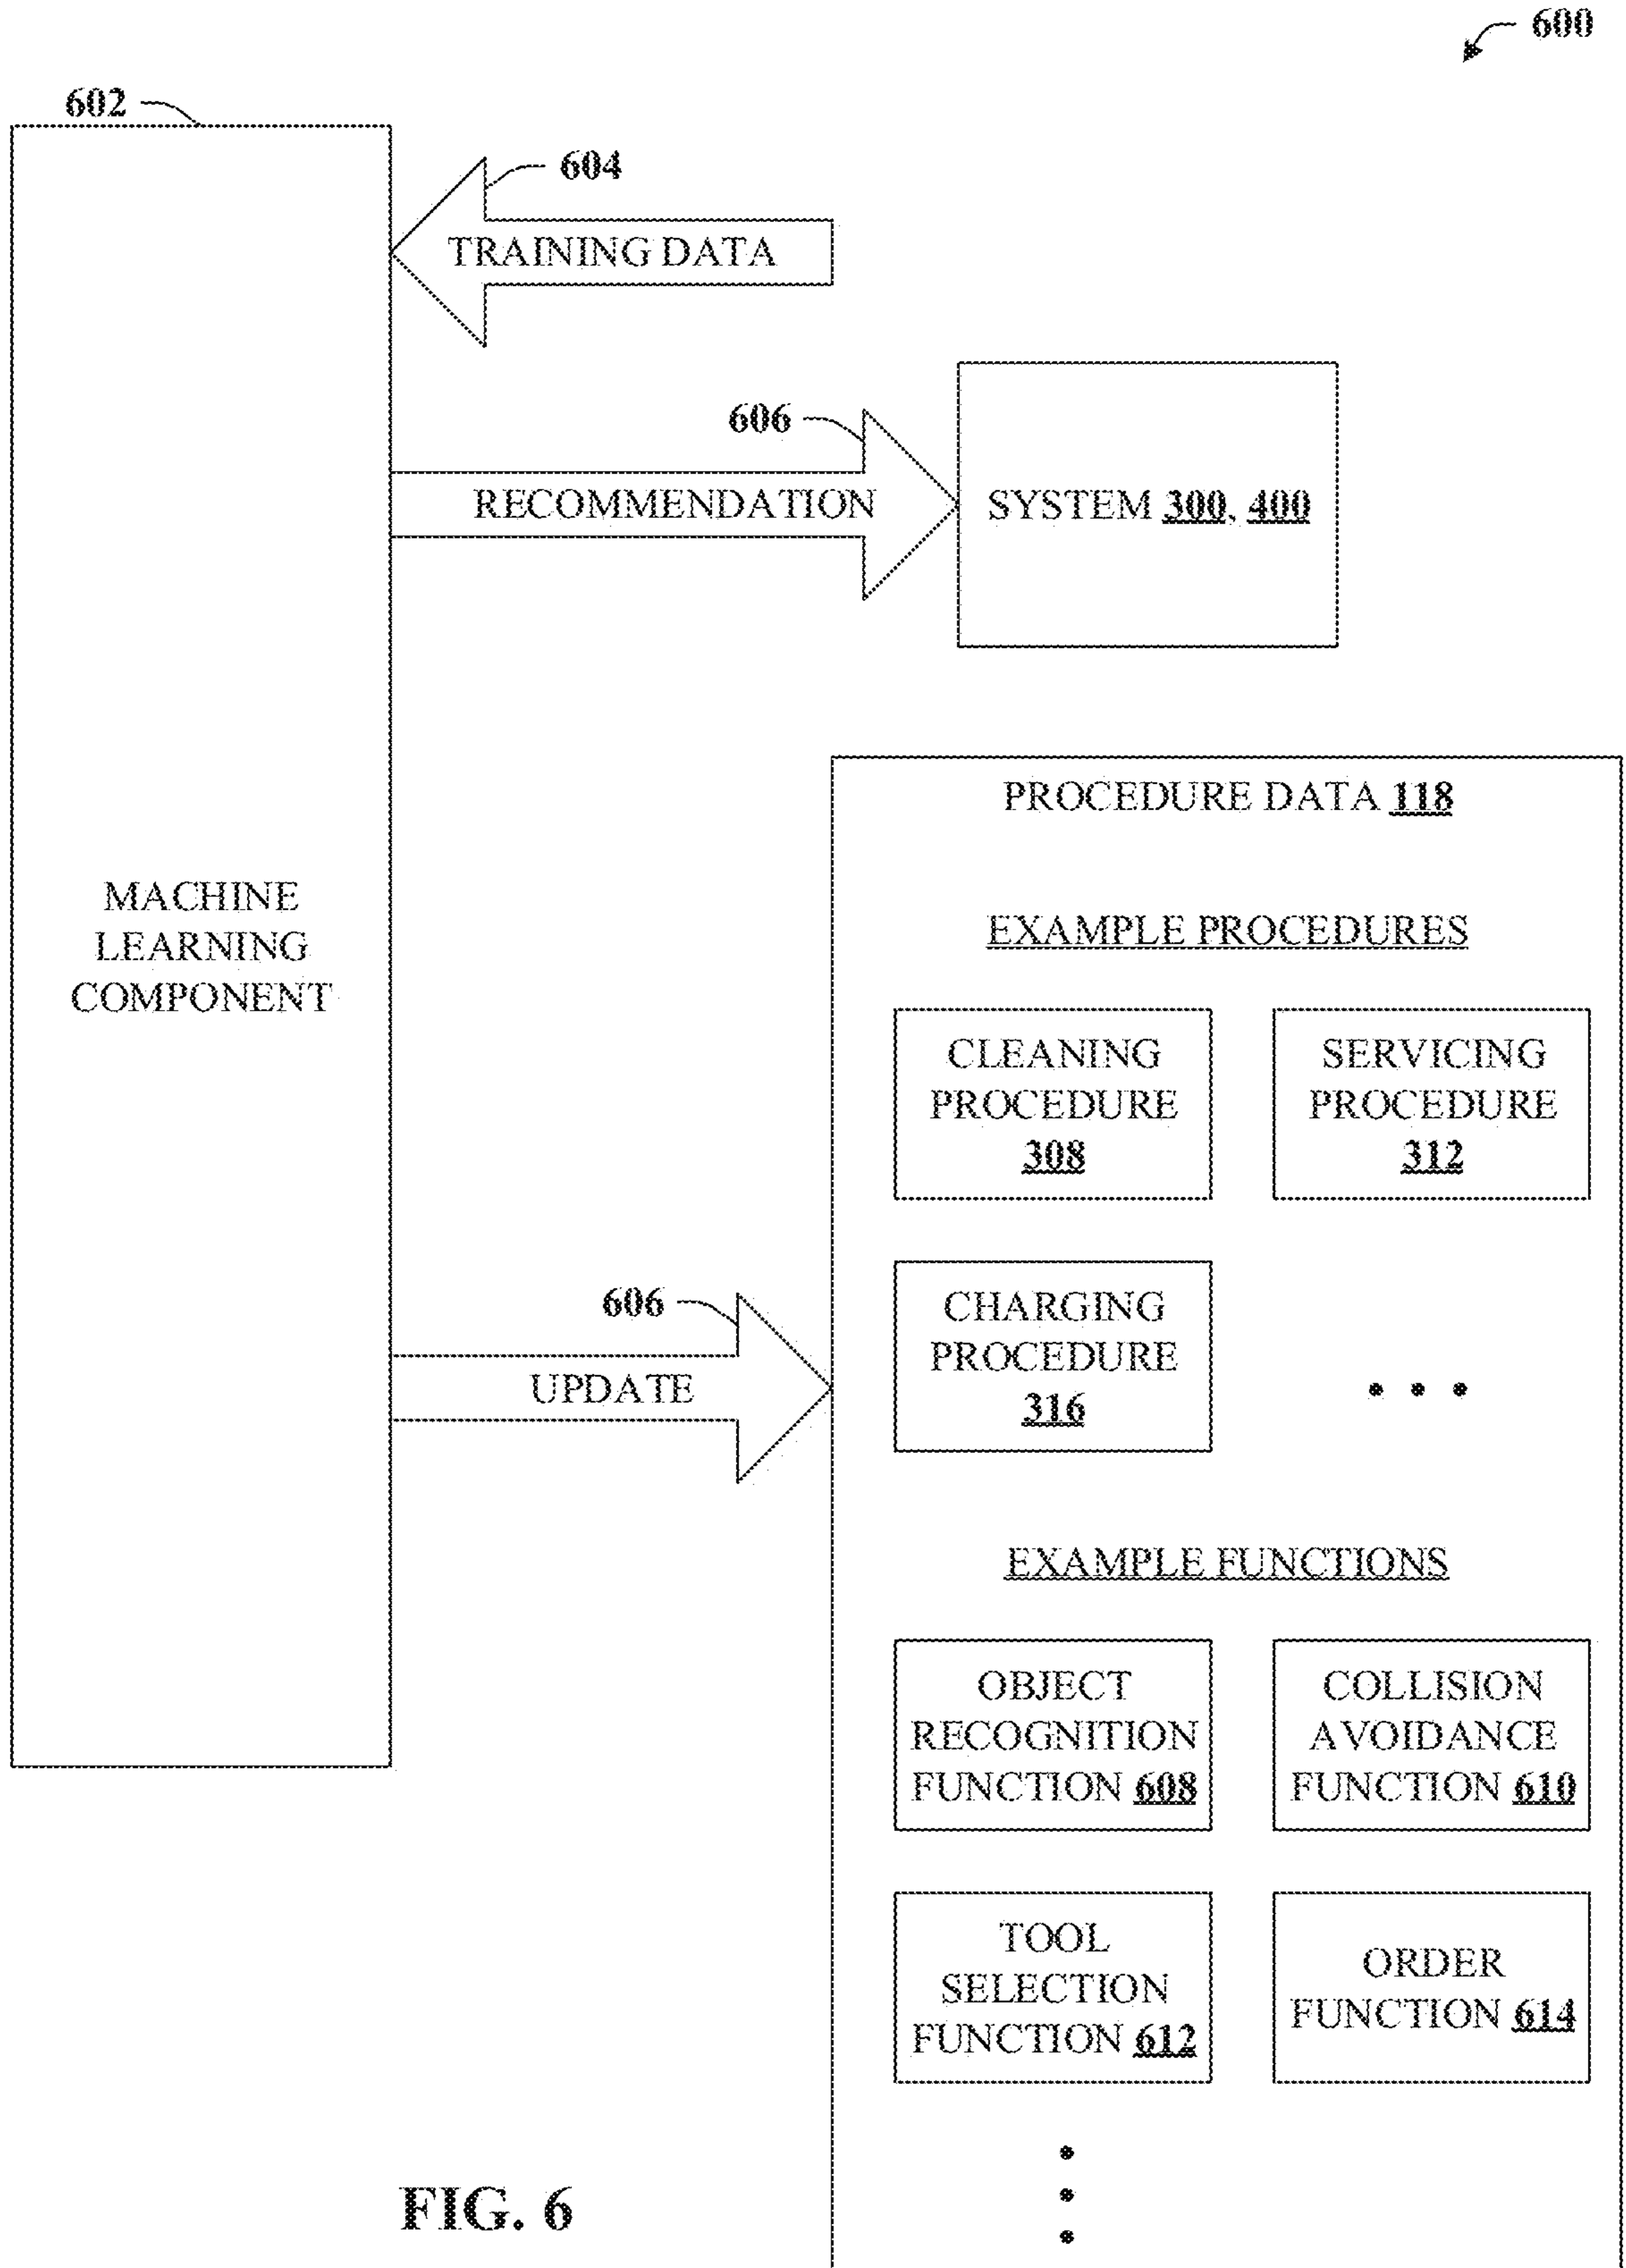 600
602
604
TRAINING DATA
606
RECOMMENDATION
SYSTEM 300, 400
MACHINE
LEARNING
COMPONENT
606
UPDATE
PROCEDURE DATA 118
EXAMPLE PROCEDURES
CLEANING
PROCEDURE
308
SERVICING
PROCEDURE
312
CHARGING
PROCEDURE
316
• • •
EXAMPLE FUNCTIONS
OBJECT
RECOGNITION
FUNCTION 608
COLLISION
AVOIDANCE
FUNCTION 610
TOOL
SELECTION
FUNCTION 612
ORDER
FUNCTION 614
FIG. 6